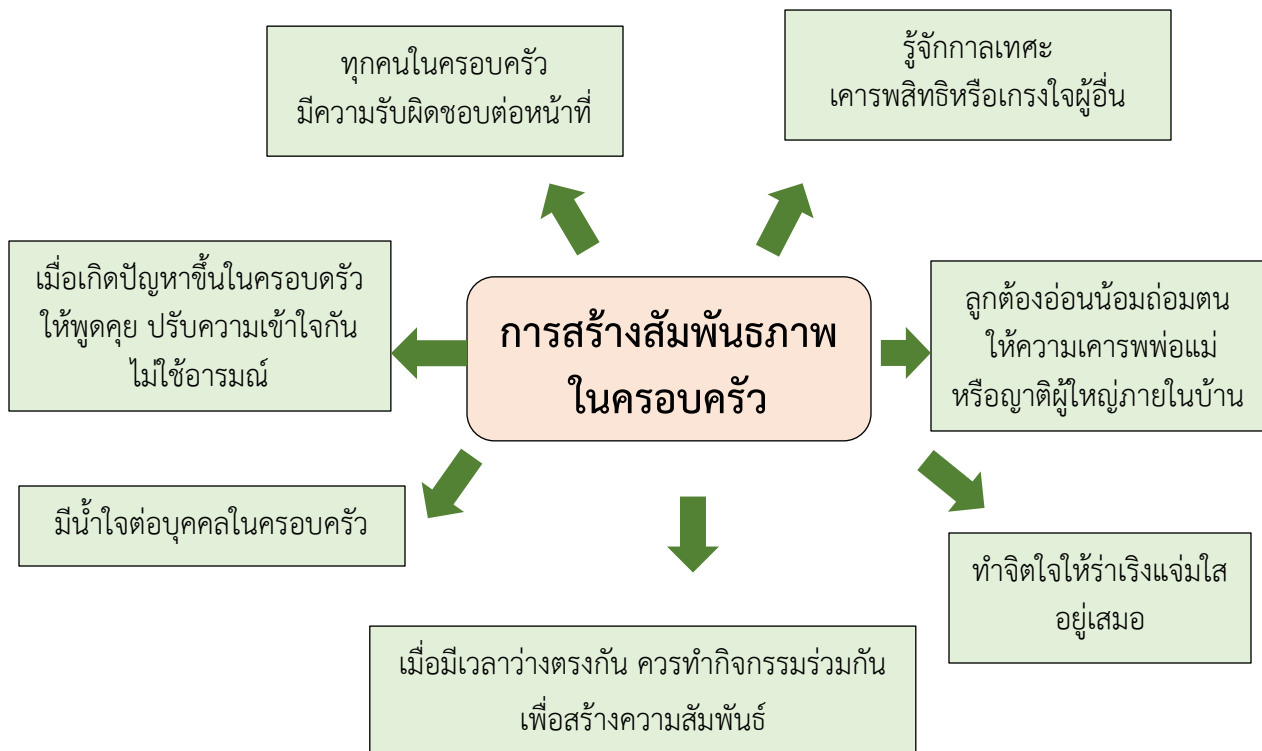 ทุกคนในครอบครัว
มีความรับผิดชอบต่อหน้าที่
รู้จักกาลเทศะ
เคารพสิทธิหรือเกรงใจผู้อื่น
เมื่อเกิดปัญหาขึ้นในครอบดรัว
ให้พูดคุย ปรับความเข้าใจกัน
ไม่ใช้อารมณ์
การสร้างสัมพันธภาพ
ในครอบครัว
ลูกต้องอ่อนน้อมถ่อมตน
ให้ความเคารพพ่อแม่
หรือญาติผู้ใหญ่ภายในบ้าน
มีน้ำใจต่อบุคคลในครอบครัว
ทำจิตใจให้ร่าเริงแจ่มใส
อยู่เสมอ
เมื่อมีเวลาว่างตรงกัน ควรทำกิจกรรมร่วมกัน
เพื่อสร้างความสัมพันธ์